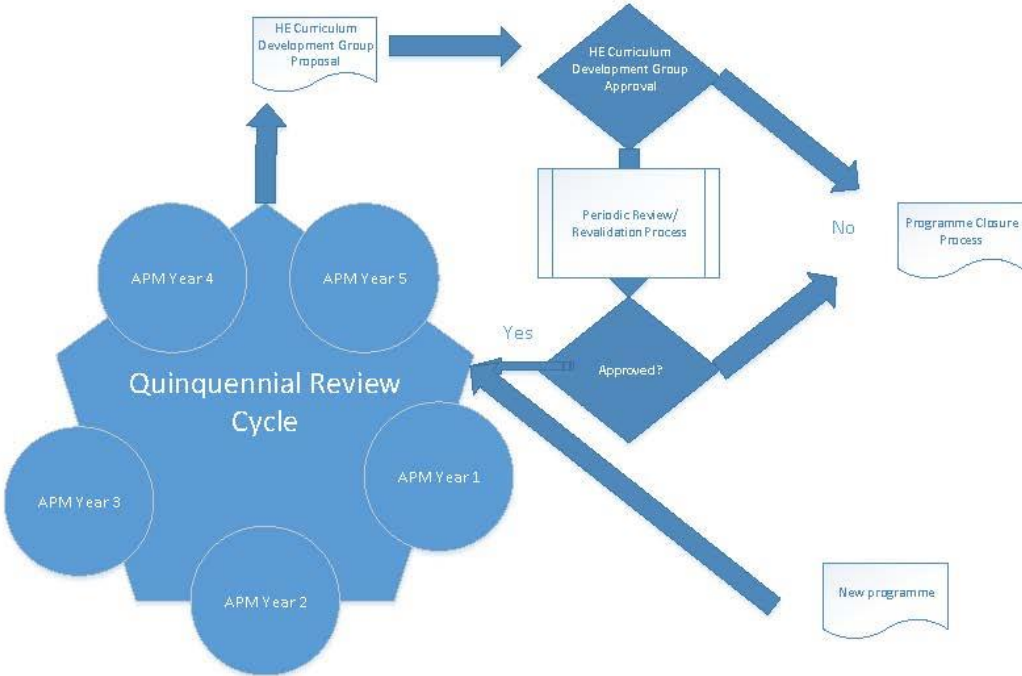 HE Curriculum
Development Group
Proposal
HE Curriculum
Development Group
Approval
Periodic Review/
Revalidation Process
No
Programme Closure
Process
APM Year 4
APM Year 5
Yes
Approved?
Quinquennial Review
Cycle
APM Year 3
APM Year 1
APM Year 2
New programme